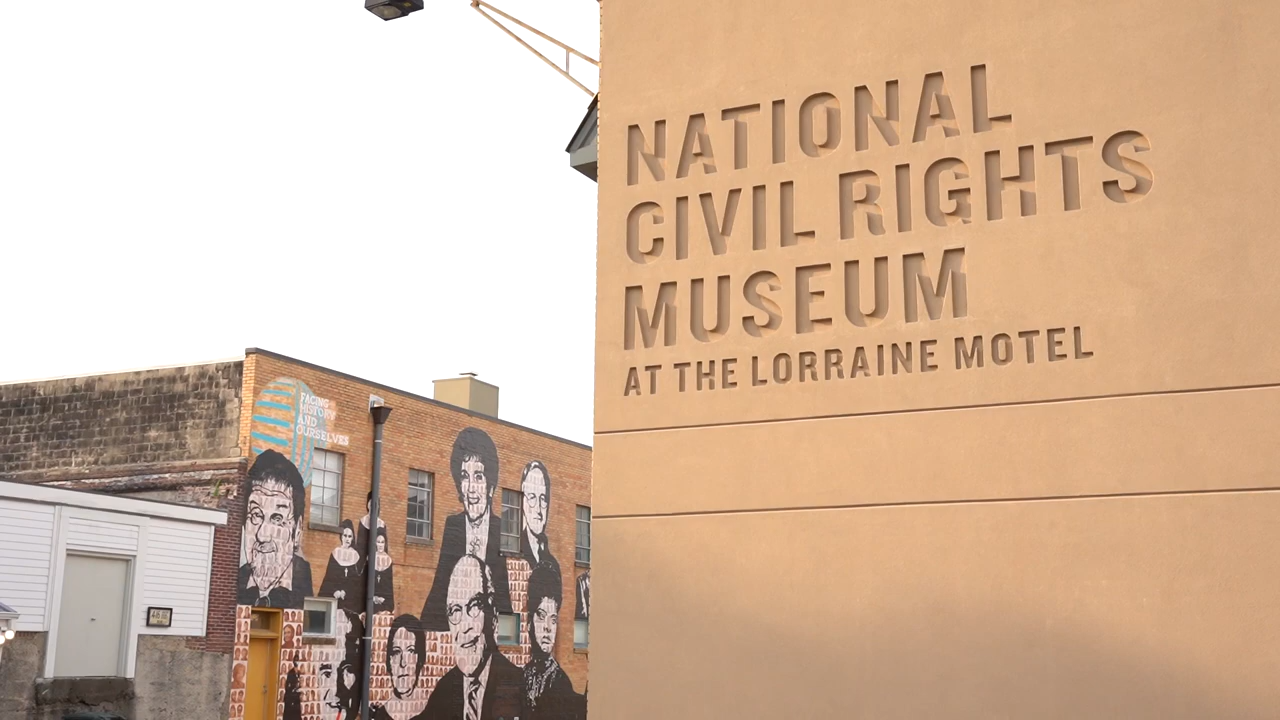 NATIONAL
CIVIL RIGHTS
MUSEUM
AT THE LORRAINE MOTEL
FACING
HISTORY
AND
OURSELVES